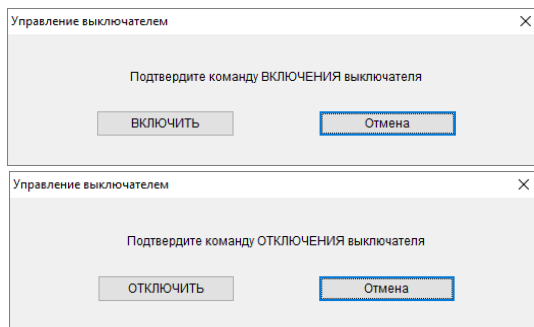 Управление выключателем
Подтвердите команду ВКЛЮЧЕНИЯ выключателя
ВКЛЮЧИТЬ Отмена
Управление выключателем
Подтвердите команду ОТКЛЮЧЕНИЯ выключателя
ОТКЛЮЧИТЬ Отмена